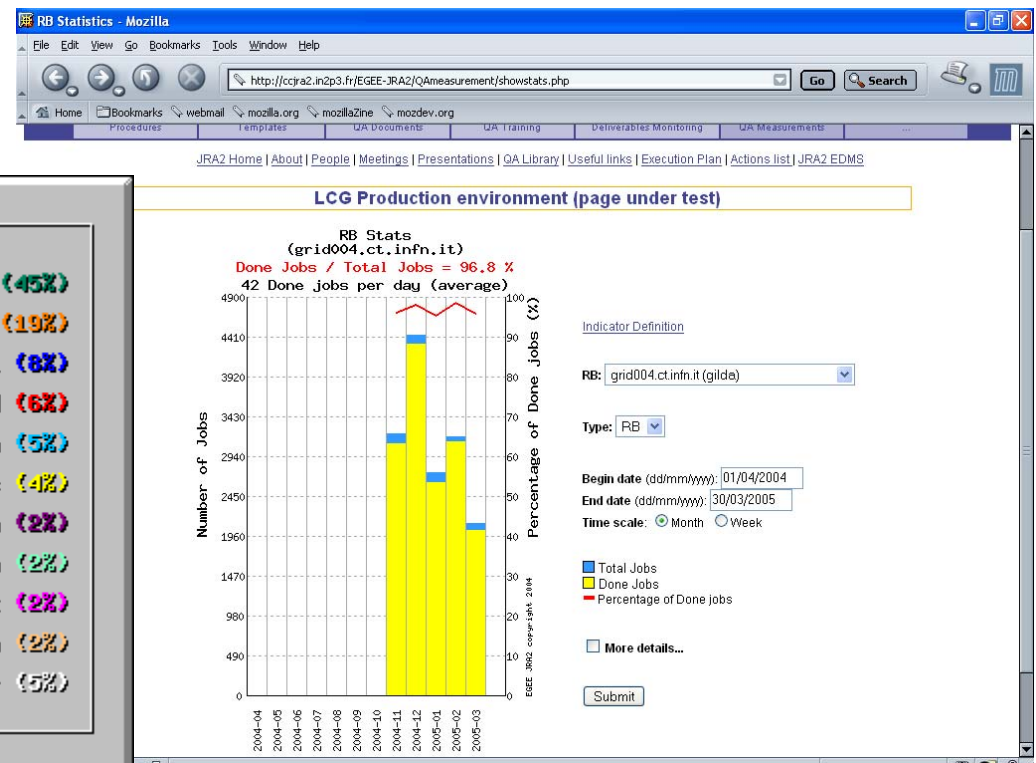 RB Statistics - Mozilla
File Edit View Go Bookmarks Tools Window Help
http://ccjra2.in2p3.fr/EGEE-JRA2/QAmeasurement/showstats.php
Go
Search
Home Bookmarks webmail mozilla.org mozillaZine mozdev.org
Procedures Templates QA Documents QA Training Deliverables Monitoring QA Measurements ...
JRA2 Home | About | People | Meetings | Presentations | QA Library | Useful links | Execution Plan | Actions list | JRA2 EDMS
LCG Production environment (page under test)
RB Stats
(grid004.ct.infn.it)
Done Jobs / Total Jobs = 96.8 %
42 Done jobs per day (average)
4900
4410
3920
3430
2940
2450
1960
1470
980
490
0
Number of Jobs
100
90
80
70
60
50
40
30
20
10
0
Percentage of Done jobs (%)
EGEE JRA2 copyright 2004
2004-04
2004-05
2004-06
2004-07
2004-08
2004-09
2004-10
2004-11
2004-12
2005-01
2005-02
2005-03
Indicator Definition
RB: grid004.ct.infn.it (gilda)
Type: RB
Begin date (dd/mm/yyyy): 01/04/2004
End date (dd/mm/yyyy): 30/03/2005
Time scale: Month Week
Total Jobs
Done Jobs
Percentage of Done jobs
More details...
Submit
(45%)
(19%)
(8%)
(6%)
(5%)
(4%)
(2%)
(2%)
(2%)
(2%)
(5%)